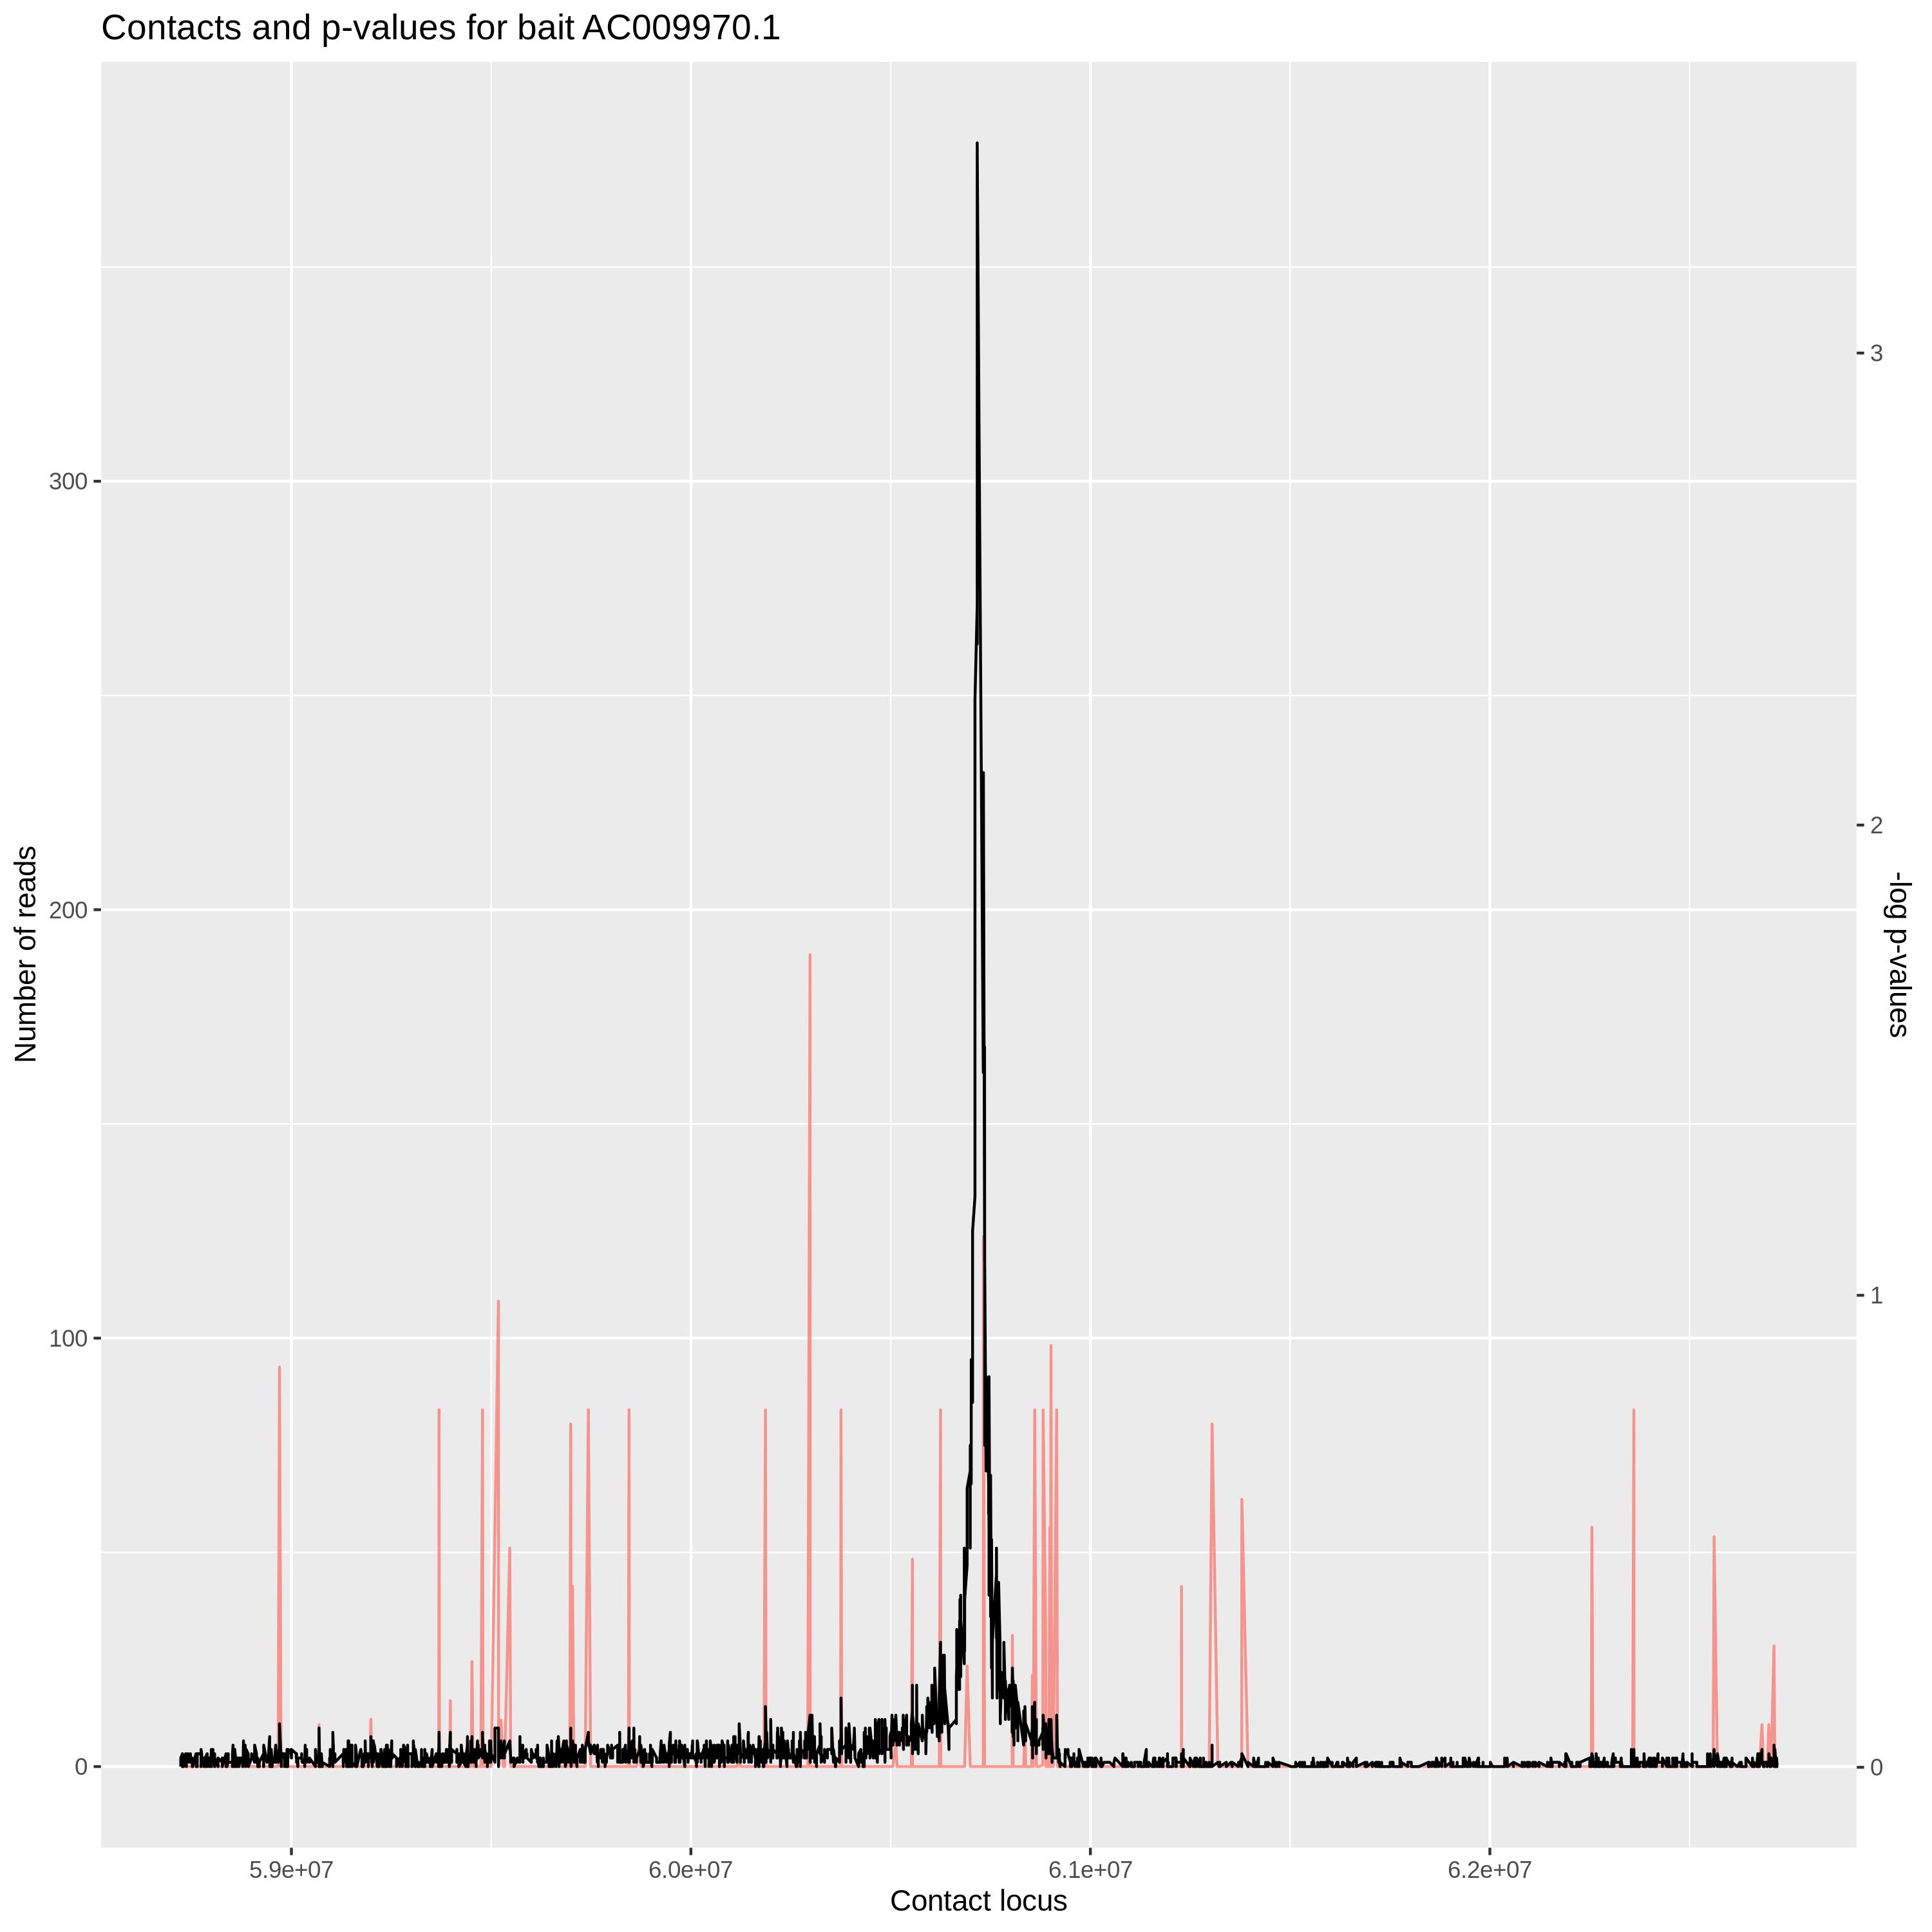 Contacts and p-values for bait AC009970.1
Number of reads
300
200
100
0
3
2
1
0
-log p-values
5.9e+07
6.0e+07
6.1e+07
6.2e+07
Contact locus